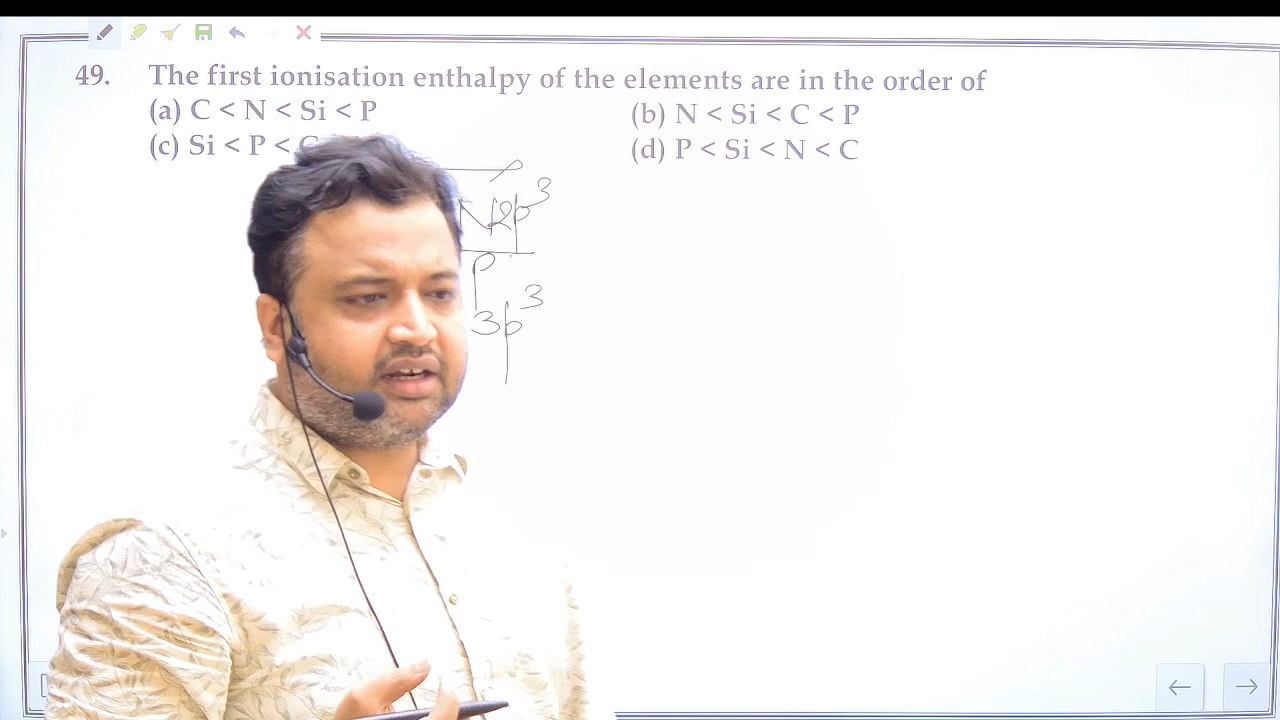 49. The first ionisation enthalpy of the elements are in the order of
(a) C < N < Si < P
(b) N < Si < C < P
(c) Si < P <
(d) P < Si < N < C
N 2p³
P
3p³